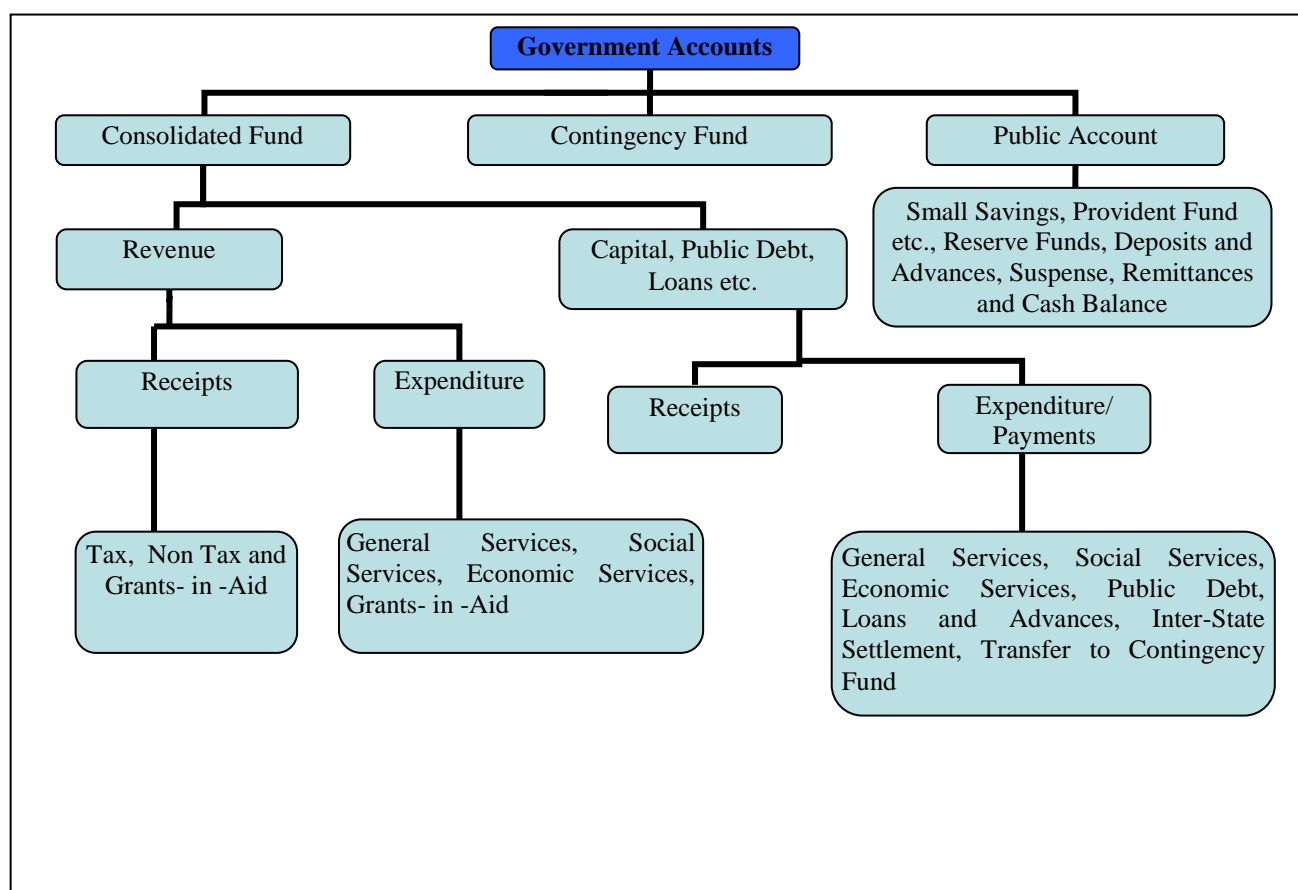 Government Accounts
Consolidated Fund
Contingency Fund
Public Account
Small Savings, Provident Fund
etc., Reserve Funds, Deposits and
Advances, Suspense, Remittances
and Cash Balance
Revenue
Capital, Public Debt,
Loans etc.
Receipts
Expenditure
Receipts
Expenditure/
Payments
Tax, Non Tax and
Grants- in -Aid
General Services, Social
Services, Economic Services,
Grants- in -Aid
General Services, Social Services,
Economic Services, Public Debt,
Loans and Advances, Inter-State
Settlement, Transfer to Contingency
Fund